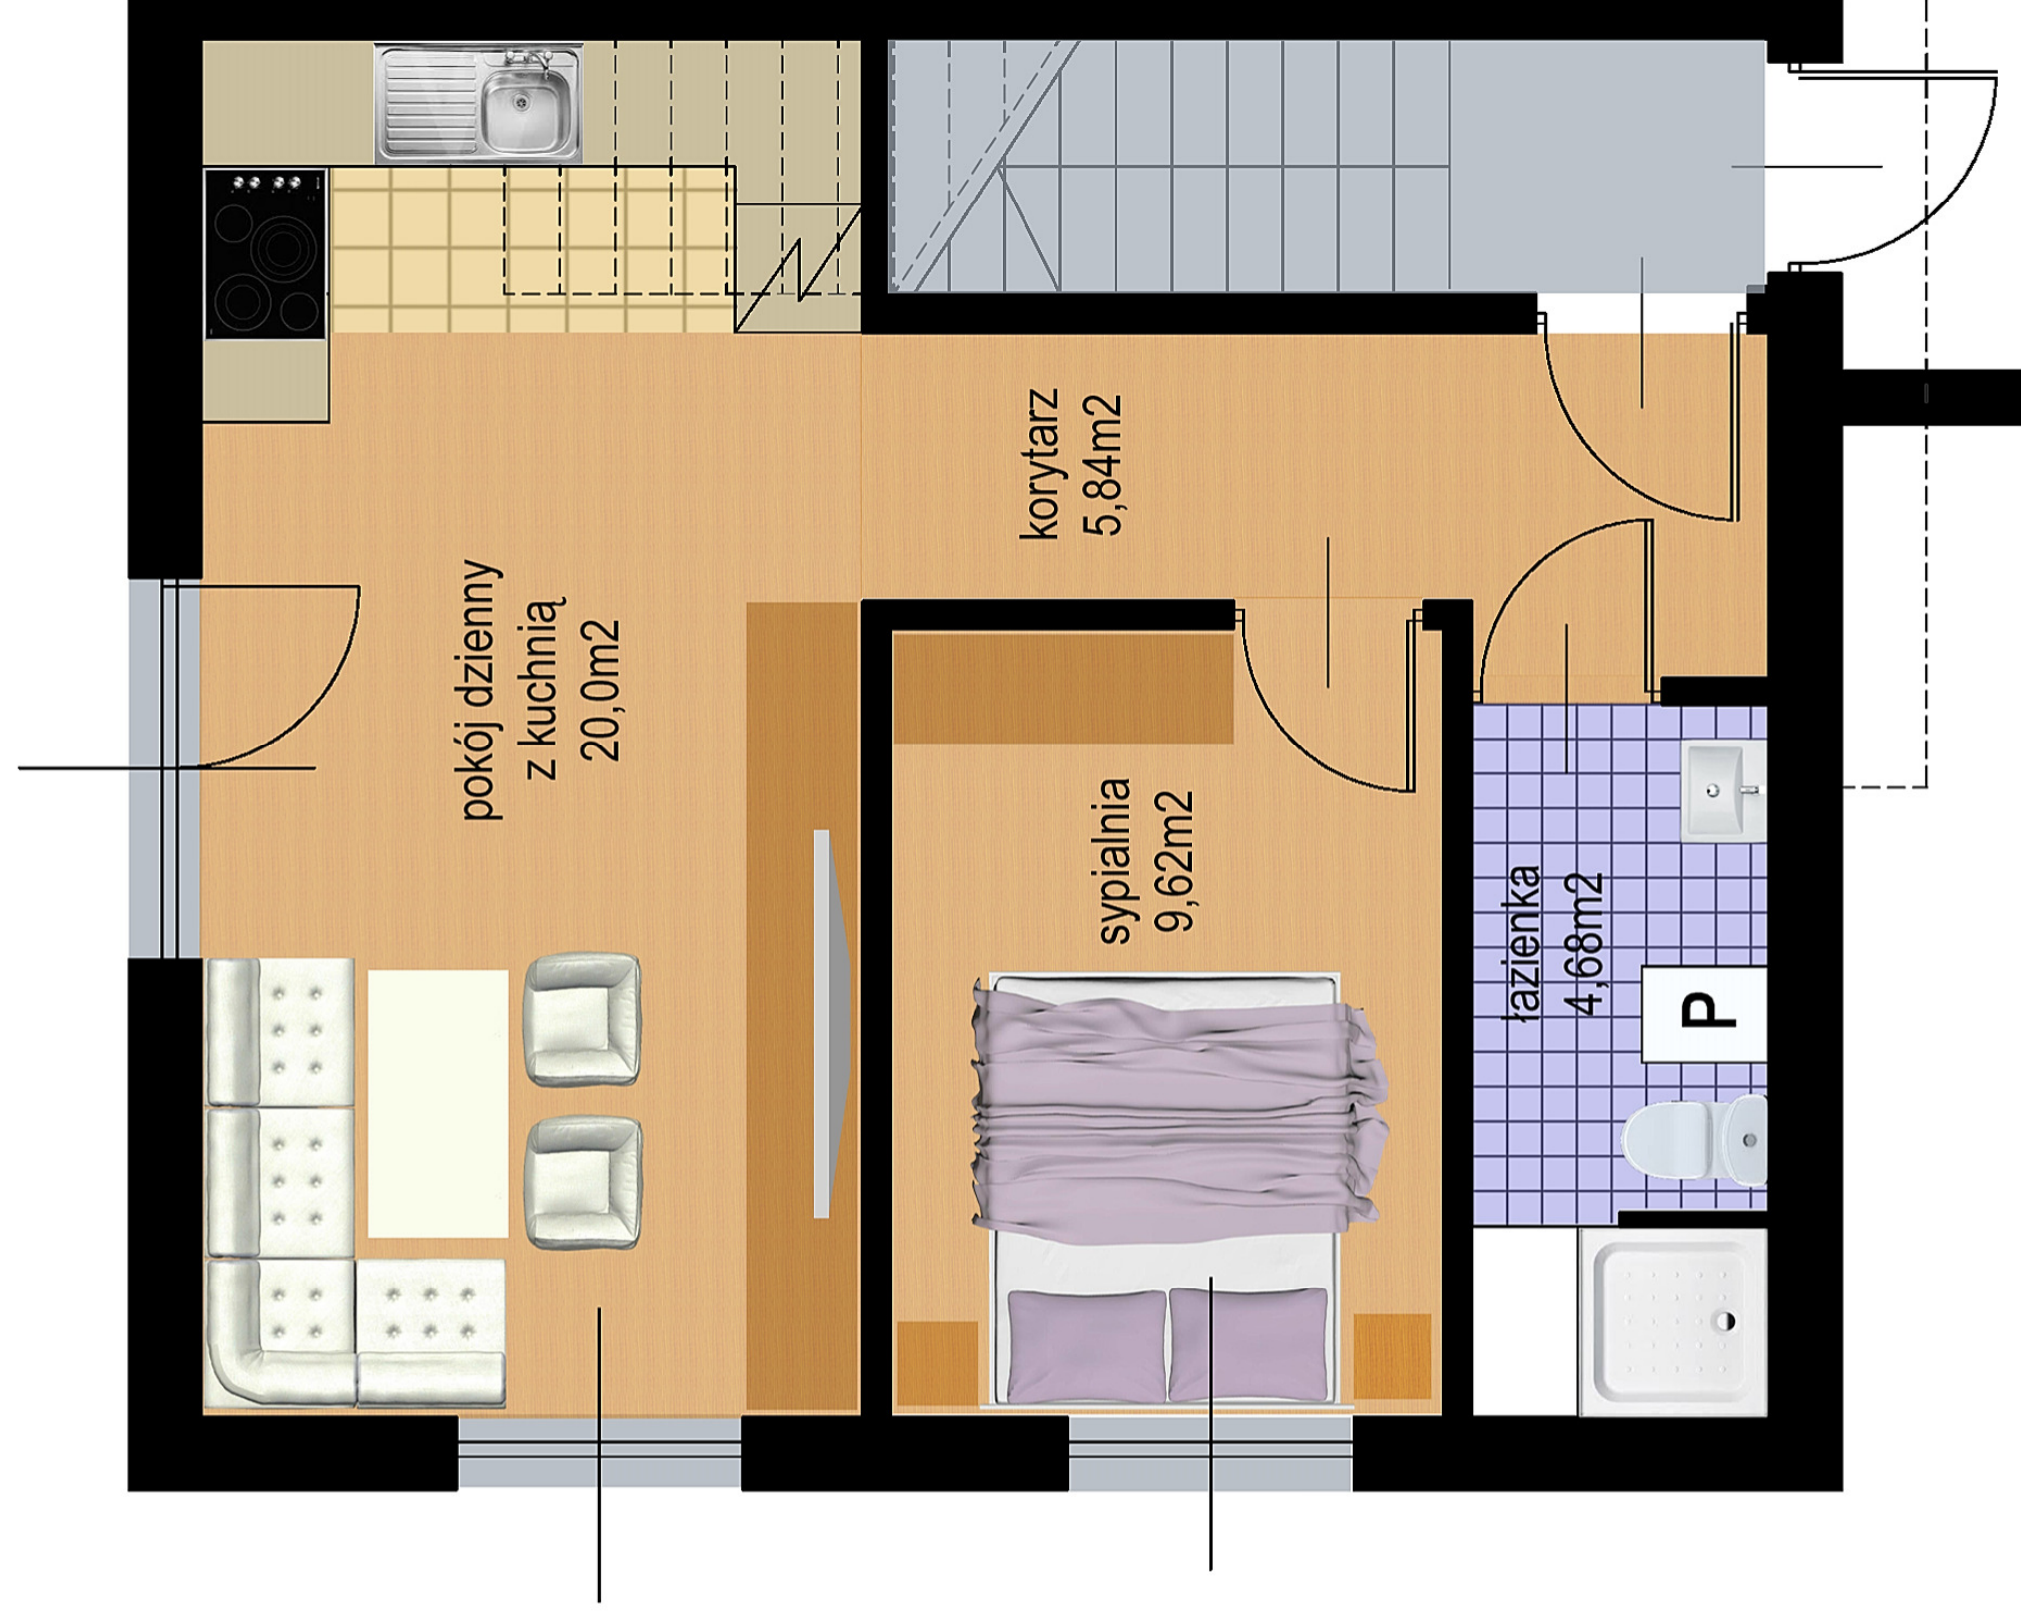 pokój dzienny
z kuchnią
20,0m2
korytarz
5,84m2
sypialnia
9,62m2
łazienka
4,68m2
P